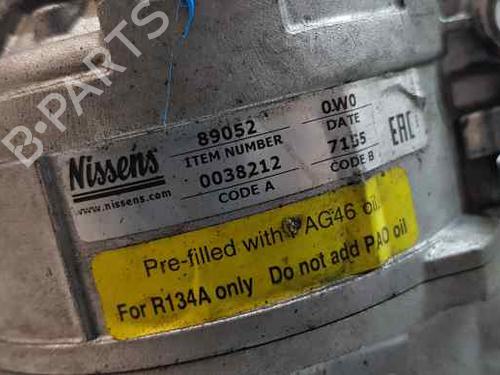 B-PARTS
Nissens
www.nissens.com
89052
ITEM NUMBER
0038212
CODE A
0W0
DATE
7155
CODE B
EAC
Pre-filled with PAG46 oil.
For R134A only Do not add PAO oil